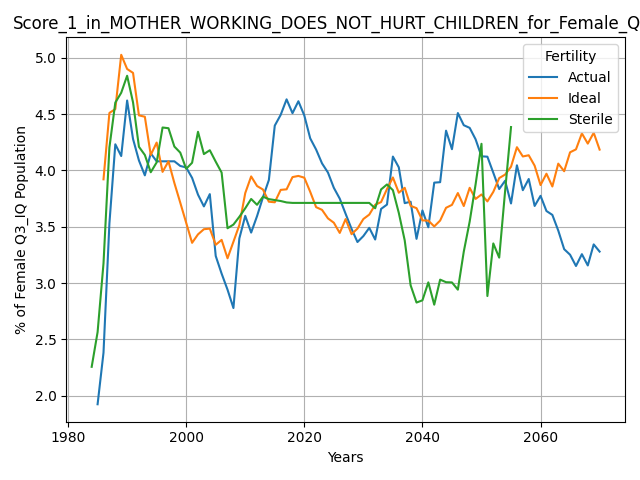 Score_1_in_MOTHER_WORKING_DOES_NOT_HURT_CHILDREN_for_Female_Q
Fertility
Actual
Ideal
Sterile
% of Female Q3_IQ Population
5.0
4.5
4.0
3.5
3.0
2.5
2.0
1980
2000
2020
2040
2060
Years